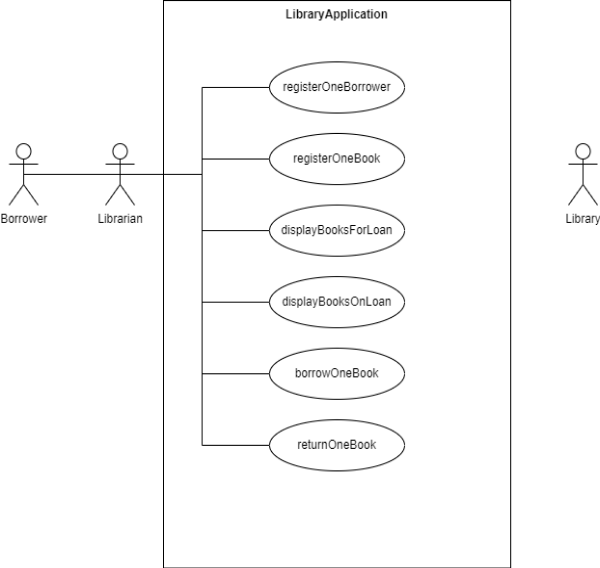 LibraryApplication
registerOneBorrower
registerOneBook
Borrower
Librarian
Library
displayBooksForLoan
displayBooksOnLoan
borrowOneBook
returnOneBook